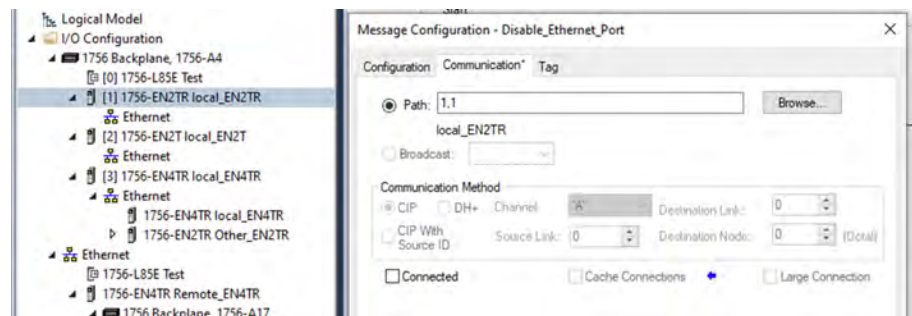 Start
Logical Model
I/O Configuration
1756 Backplane, 1756-A4
[0] 1756-L85E Test
[1] 1756-EN2TR local_EN2TR
Ethernet
[2] 1756-EN2T local_EN2T
Ethernet
[3] 1756-EN4TR local_EN4TR
Ethernet
1756-EN4TR local_EN4TR
1756-EN2TR Other_EN2TR
Ethernet
1756-L85E Test
1756-EN4TR Remote_EN4TR
1756 Backplane, 1756-A17
Message Configuration - Disable_Ethernet_Port
Configuration Communication* Tag
Path: 1,1 Browse...
local_EN2TR
Broadcast:
Communication Method
CIP DH+ Channel: 'A' Destination Link: 0
CIP With Source ID Source Link: 0 Destination Node: 0 (Octal)
Connected Cache Connections Large Connection